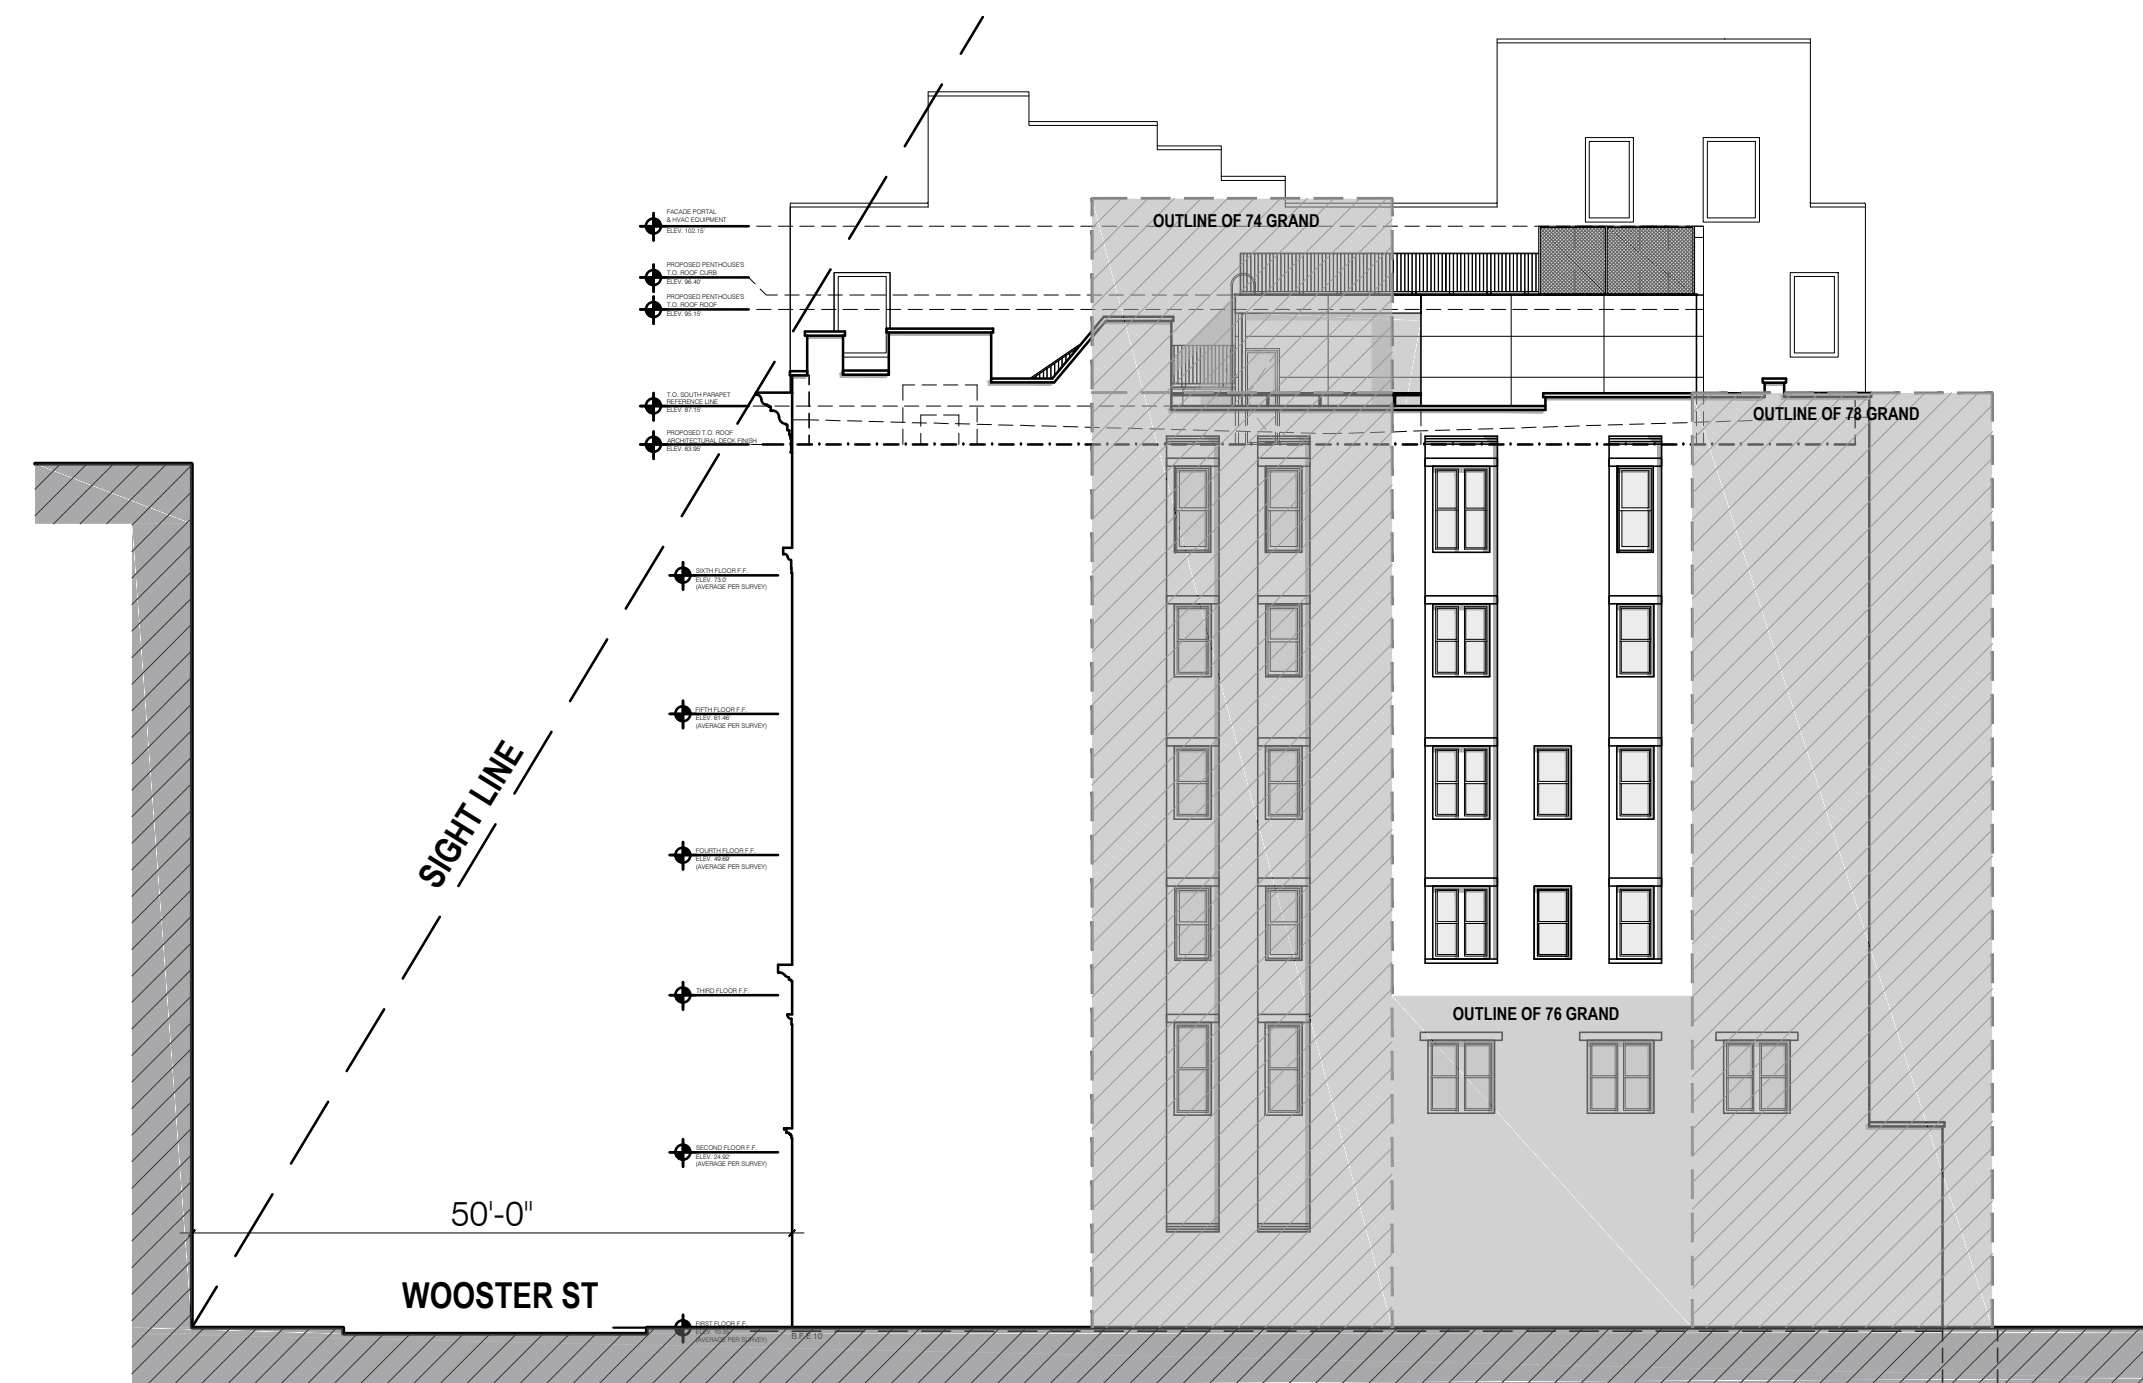 OUTLINE OF 74 GRAND
FACADE PORTAL
& HVAC EQUIPMENT
ELEV. 102.15'
PROPOSED PENTHOUSE'S
T.O. ROOF CURB
ELEV. 96.40'
PROPOSED PENTHOUSE'S
T.O. ROOF ROOF
ELEV. 95.15'
T.O. SOUTH PARAPET
REFERENCE LINE
ELEV. 87.15'
OUTLINE OF 78 GRAND
PROPOSED T.O. ROOF
ARCHITECTURAL DECK FINISH
ELEV. 83.95'
SIXTH FLOOR F.F.
ELEV. 73.0'
(AVERAGE PER SURVEY)
FIFTH FLOOR F.F.
ELEV. 61.46'
(AVERAGE PER SURVEY)
SIGHT LINE
FOURTH FLOOR F.F.
ELEV. 49.69'
(AVERAGE PER SURVEY)
THIRD FLOOR F.F.
OUTLINE OF 76 GRAND
SECOND FLOOR F.F.
ELEV. 24.92'
(AVERAGE PER SURVEY)
50'-0"
WOOSTER ST
FIRST FLOOR F.F.
ELEV.
(AVERAGE PER SURVEY)
B.F.E 10'